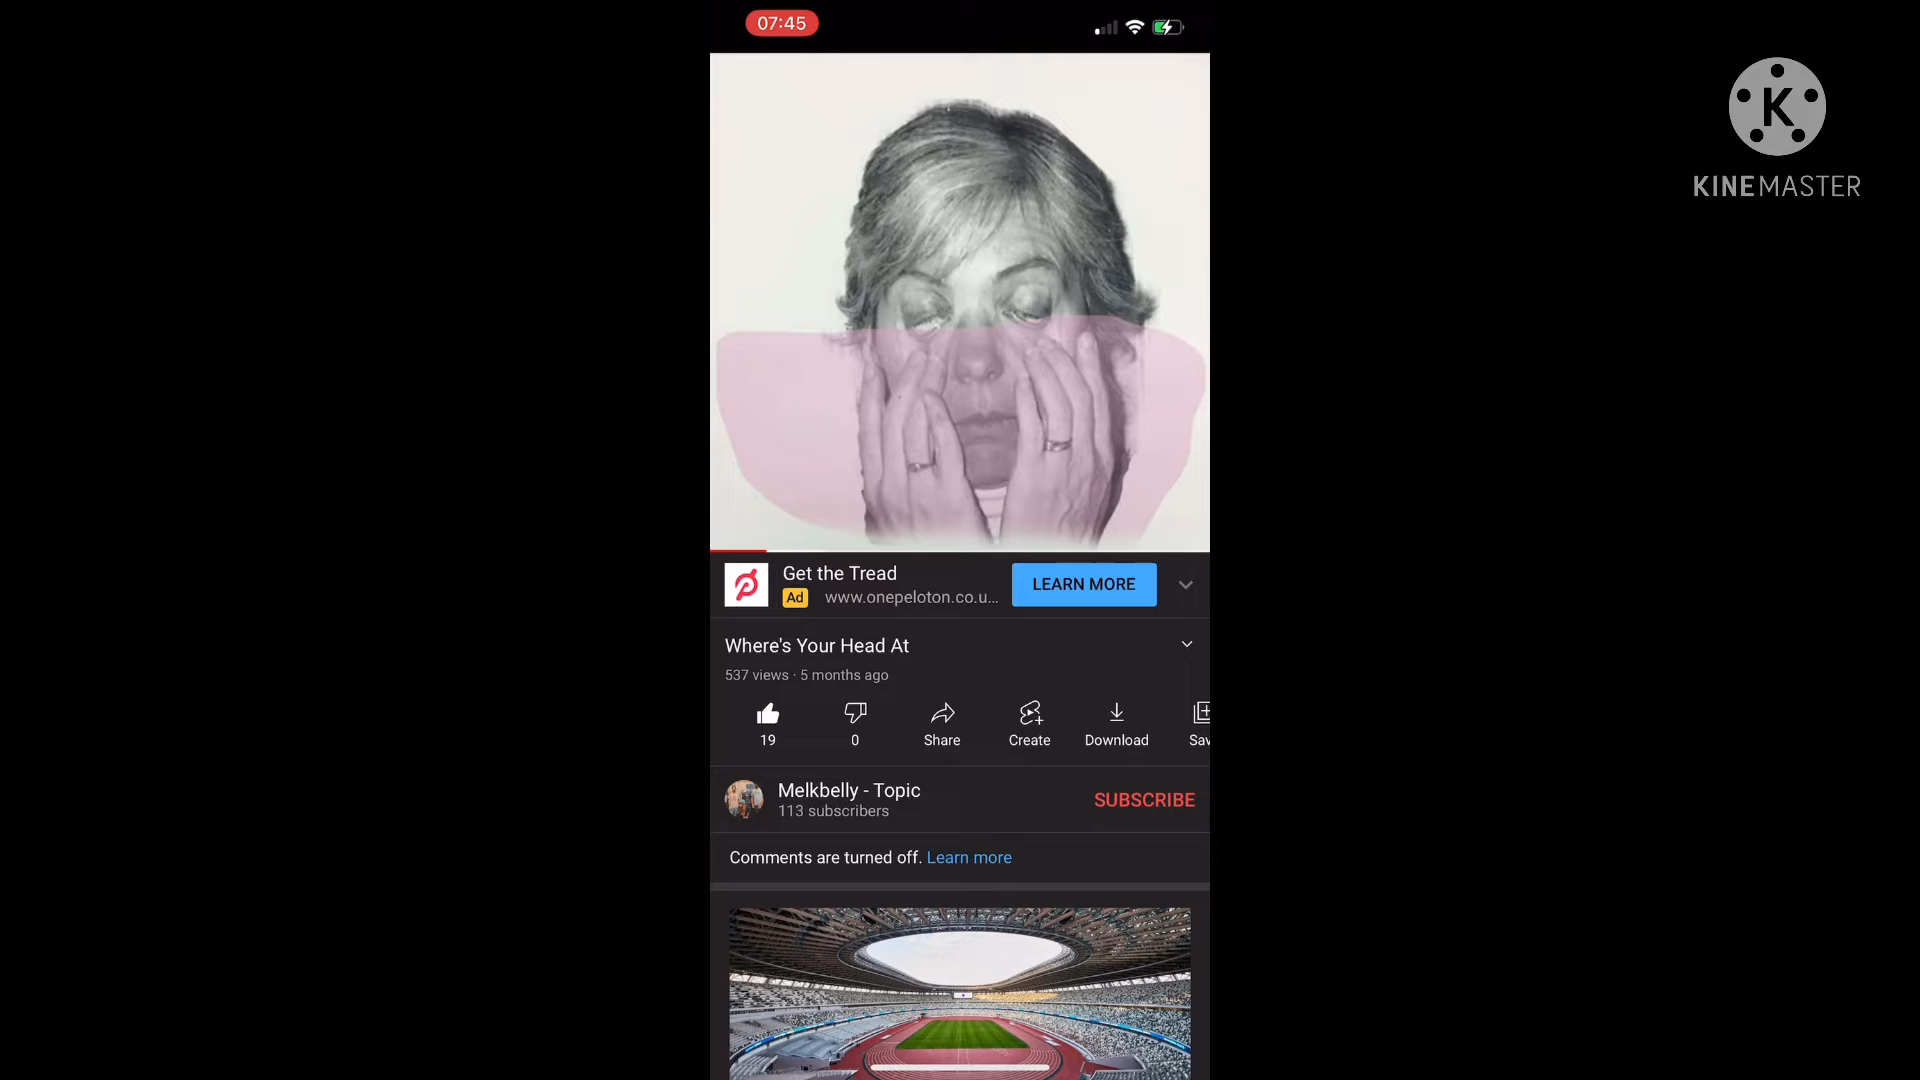 07:45
K
KINEMASTER
Get the Tread
LEARN MORE
Ad www.onepeloton.co.u...
Where's Your Head At
537 views · 5 months ago
19
0
Share
Create
Download
Sav
Melkbelly - Topic
113 subscribers
SUBSCRIBE
Comments are turned off. Learn more